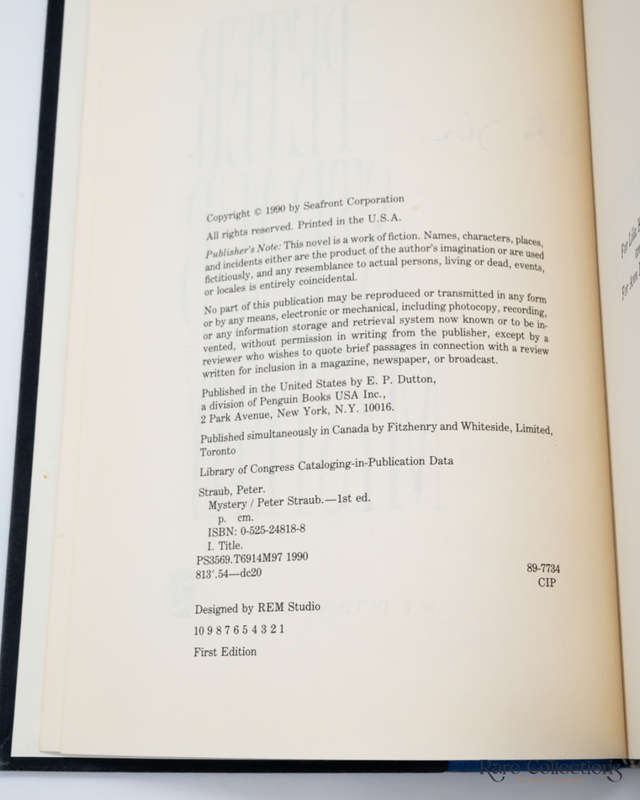 Copyright © 1990 by Seafront Corporation
All rights reserved. Printed in the U.S.A.
Publisher's Note: This novel is a work of fiction. Names, characters, places,
and incidents either are the product of the author's imagination or are used
fictitiously, and any resemblance to actual persons, living or dead, events,
or locales is entirely coincidental.
No part of this publication may be reproduced or transmitted in any form
or by any means, electronic or mechanical, including photocopy, recording,
or any information storage and retrieval system now known or to be in-
vented, without permission in writing from the publisher, except by a
reviewer who wishes to quote brief passages in connection with a review
written for inclusion in a magazine, newspaper, or broadcast.
Published in the United States by E. P. Dutton,
a division of Penguin Books USA Inc.,
2 Park Avenue, New York, N.Y. 10016.
Published simultaneously in Canada by Fitzhenry and Whiteside, Limited,
Toronto
Library of Congress Cataloging-in-Publication Data
Straub, Peter.
Mystery / Peter Straub.—1st ed.
p. cm.
ISBN: 0-525-24818-8
I. Title.
PS3569.T6914M97 1990
813'.54—dc20
89-7734
CIP
Designed by REM Studio
10 9 8 7 6 5 4 3 2 1
First Edition
For
For Ann
Rare Collections